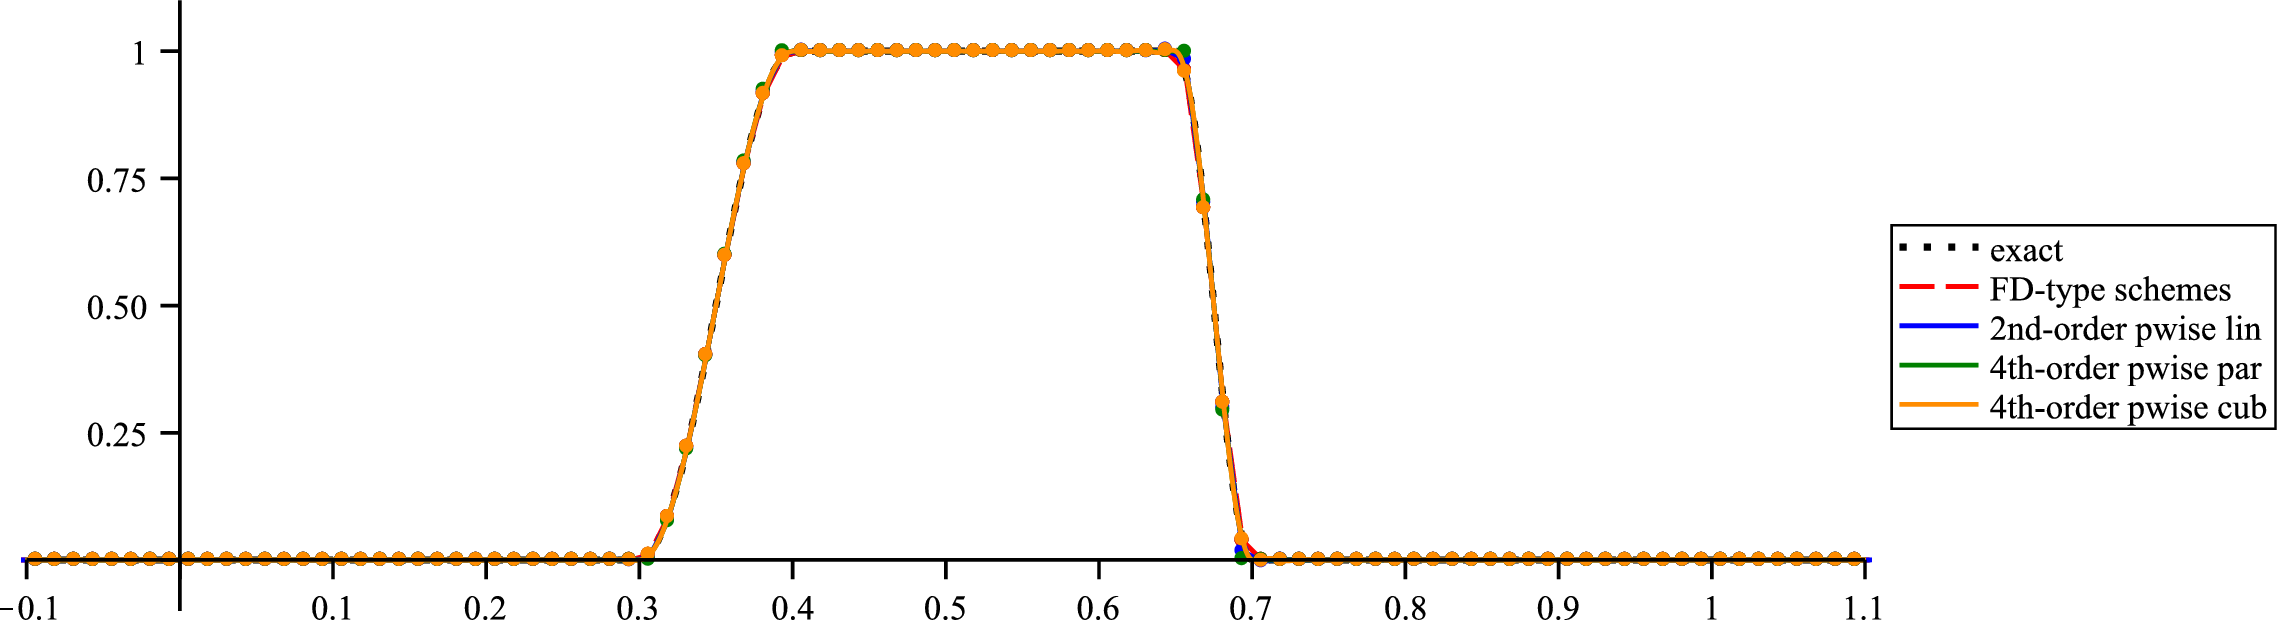 1
0.75
0.50
0.25
−0.1 0.1 0.2 0.3 0.4 0.5 0.6 0.7 0.8 0.9 1 1.1
exact
FD-type schemes
2nd-order pwise lin
4th-order pwise par
4th-order pwise cub